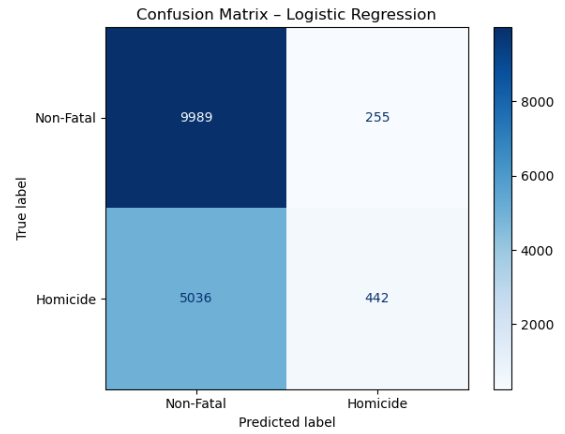 Confusion Matrix – Logistic Regression
True label
Non-Fatal
9989
255
Homicide
5036
442
Non-Fatal
Homicide
Predicted label
8000
6000
4000
2000